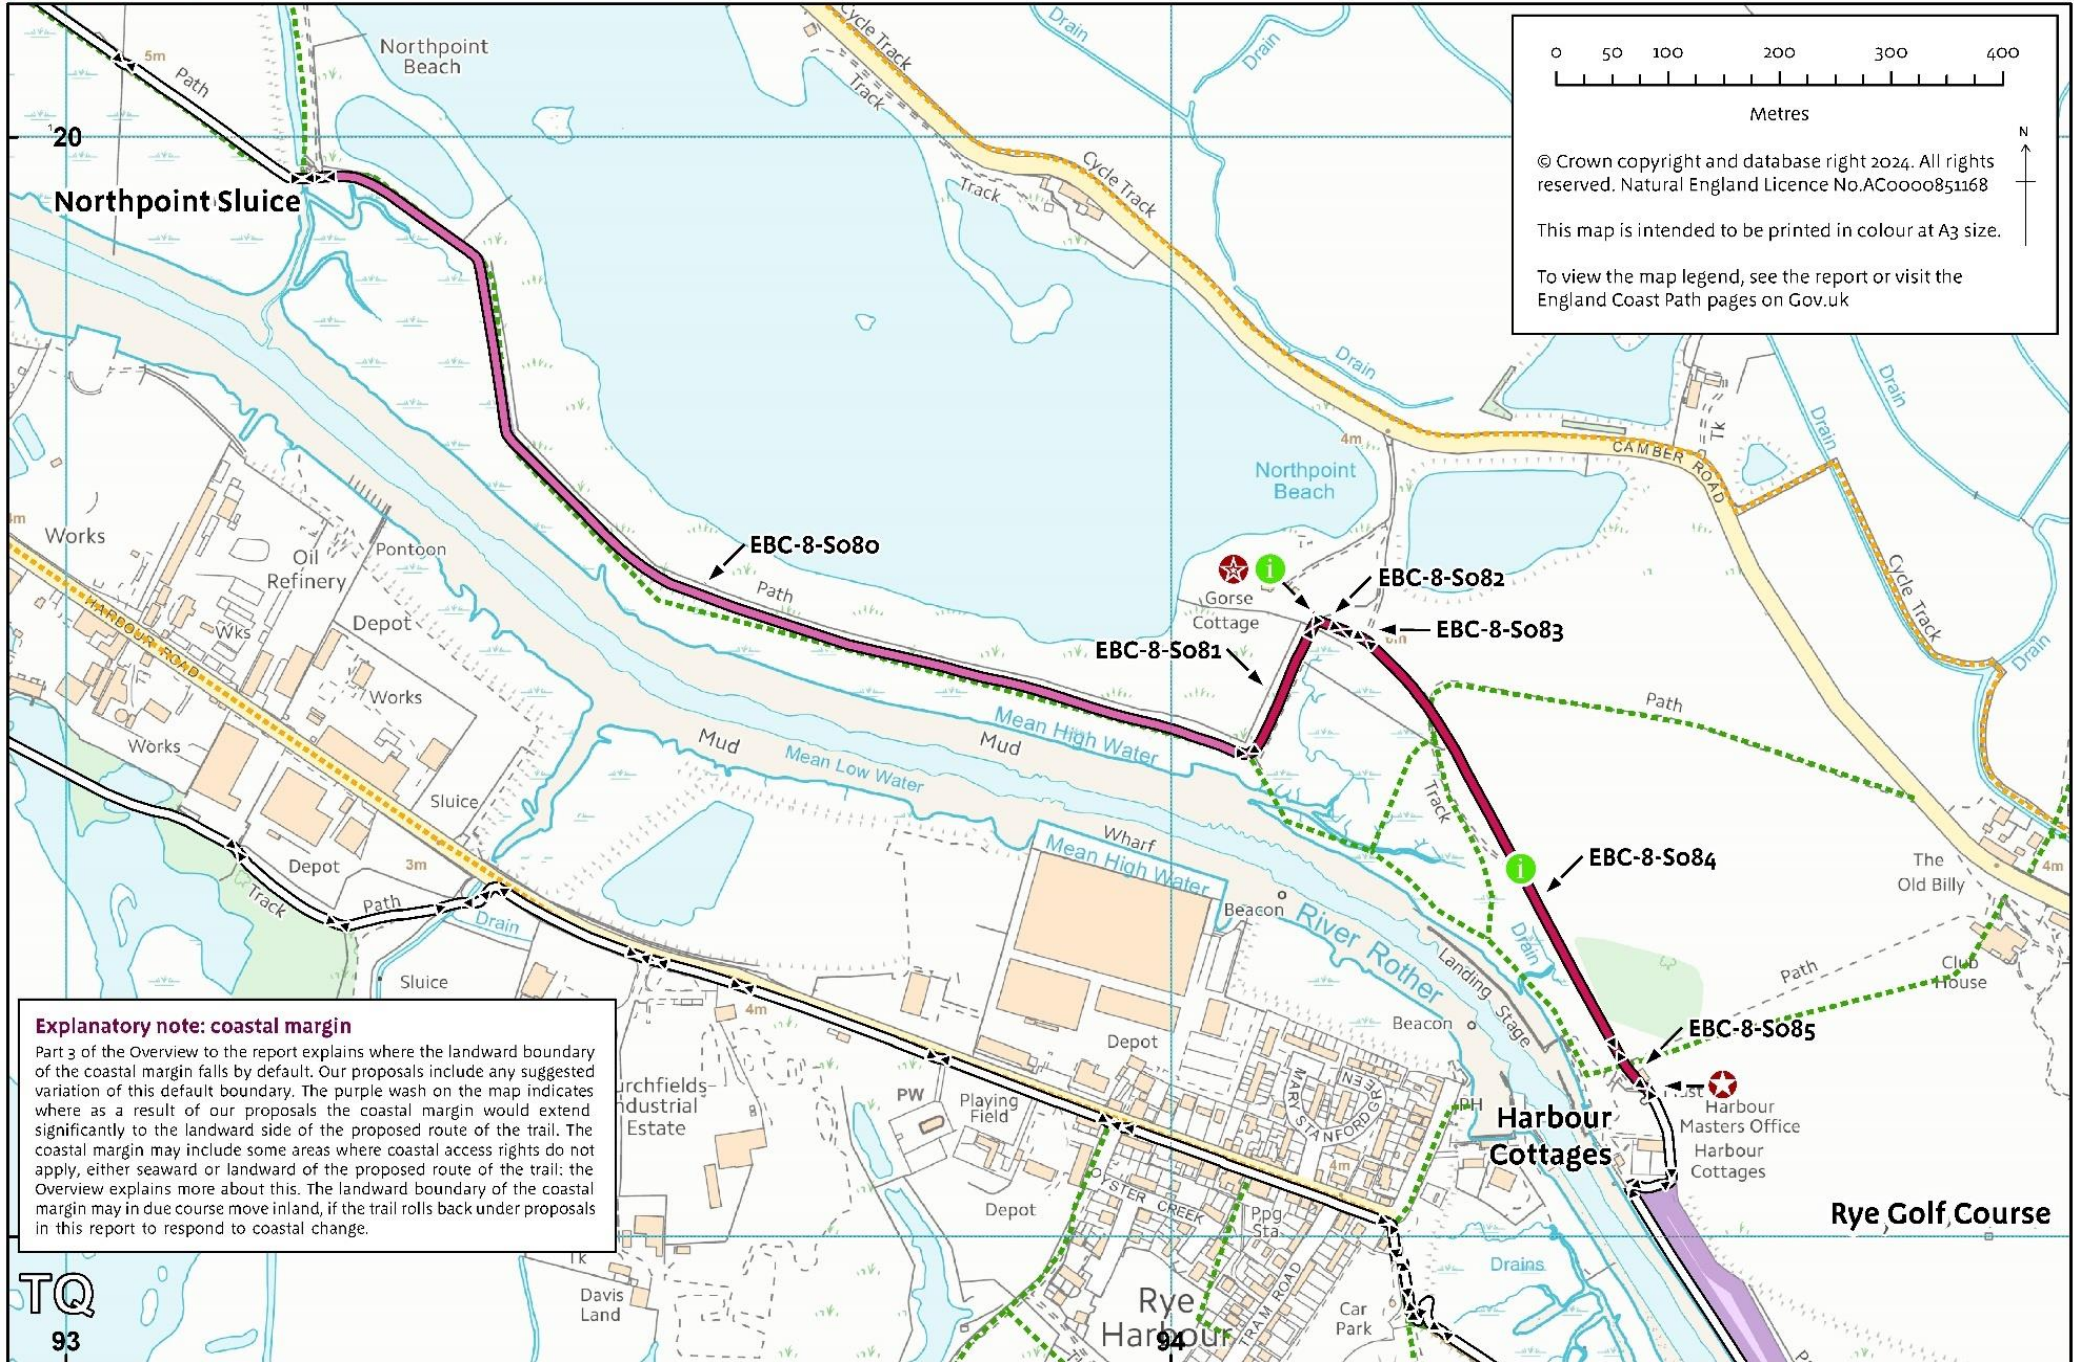 Northpoint
Beach
5m
Path
20
Northpoint Sluice
Cycle Track
Track
Drain
Drain
Cycle Track
Track
0 50 100 200 300 400
Metres
N
© Crown copyright and database right 2024. All rights
reserved. Natural England Licence No.AC0000851168
This map is intended to be printed in colour at A3 size.
To view the map legend, see the report or visit the
England Coast Path pages on Gov.uk
Drain
Drain
Drain
Tk
CAMBER ROAD
4m
Northpoint
Beach
Works
Oil
Refinery
Pontoon
HARBOUR ROAD
Wks
Depot
Works
Works
EBC-8-S080
Path
i
Gorse
Cottage
EBC-8-S082
EBC-8-S083
EBC-8-S081
Cycle Track
Drain
Path
Mean High Water
Mud
Mud
Mean Low Water
Sluice
Depot
3m
Track
Path
Drain
Sluice
Wharf
Mean High Water
Track
i
EBC-8-S084
The
Old Billy
4m
Beacon
River Rother
Drain
Landing Stage
Path
Club
House
Beacon
EBC-8-S085
4m
Depot
PW
Playing
Field
MARY STANFORD GREEN
PH
Harbour
Cottages
Harbour
Masters Office
Harbour
Cottages
Explanatory note: coastal margin
Part 3 of the Overview to the report explains where the landward boundary
of the coastal margin falls by default. Our proposals include any suggested
variation of this default boundary. The purple wash on the map indicates
where as a result of our proposals the coastal margin would extend
significantly to the landward side of the proposed route of the trail. The
coastal margin may include some areas where coastal access rights do not
apply, either seaward or landward of the proposed route of the trail: the
Overview explains more about this. The landward boundary of the coastal
margin may in due course move inland, if the trail rolls back under proposals
in this report to respond to coastal change.
Industrial
Estate
4m
Depot
OYSTER CREEK
Ppg
Sta
Rye Golf Course
Drains
TQ
93
Tk
Davis
Land
Rye
Harbour
94
TRAM ROAD
Car
Park